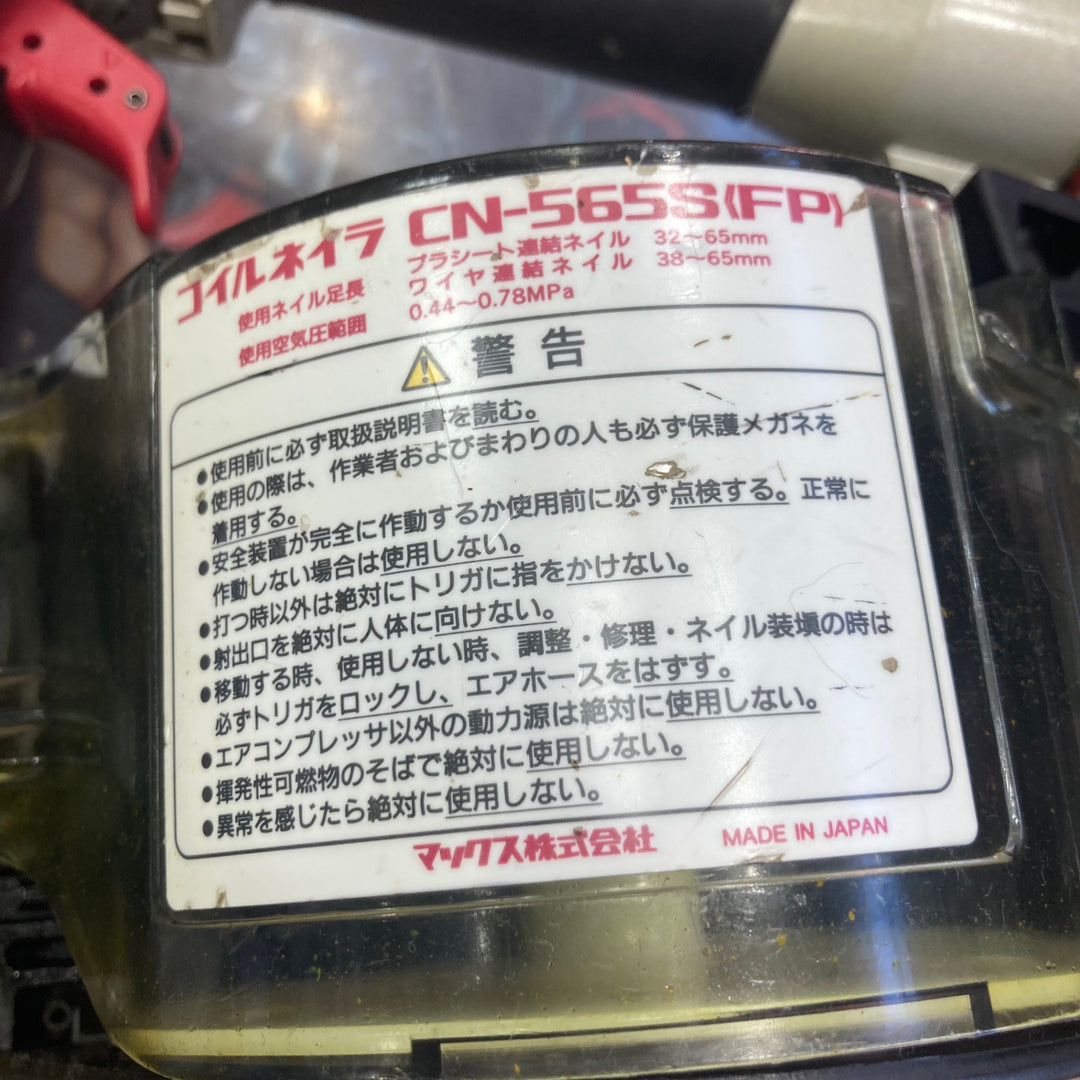 コイルネイラ CN-565S(FP)
使用ネイル足長 プラシート連結ネイル 32～65mm
ワイヤ連結ネイル 38～65mm
使用空気圧範囲 0.44～0.78MPa
警告
●使用前に必ず取扱説明書を読む。
●使用の際は、作業者およびまわりの人も必ず保護メガネを
着用する。
●安全装置が完全に作動するか使用前に必ず点検する。正常に
作動しない場合は使用しない。
●打つ時以外は絶対にトリガに指をかけない。
●射出口を絶対に人体に向けない。
●移動する時、使用しない時、調整・修理・ネイル装填の時は
必ずトリガをロックし、エアホースをはずす。
●エアコンプレッサ以外の動力源は絶対に使用しない。
●揮発性可燃物のそばで絶対に使用しない。
●異常を感じたら絶対に使用しない。
マックス株式会社 MADE IN JAPAN